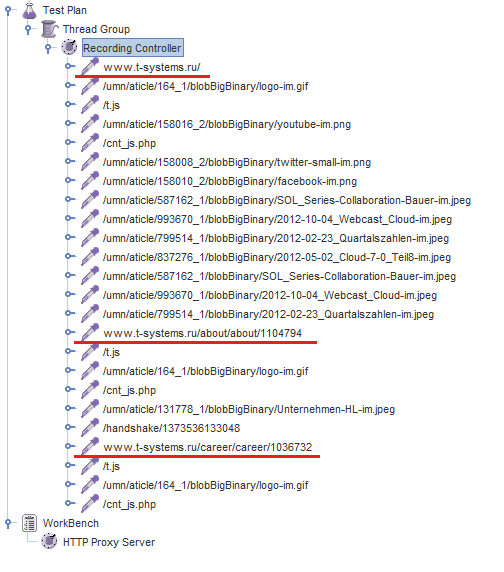 Test Plan
Thread Group
Recording Controller
www.t-systems.ru/
/umn/aticle/164_1/blobBigBinary/logo-im.gif
/t.js
/umn/aticle/158016_2/blobBigBinary/youtube-im.png
/cnt_js.php
/umn/aticle/158008_2/blobBigBinary/twitter-small-im.png
/umn/aticle/158010_2/blobBigBinary/facebook-im.png
/umn/aticle/587162_1/blobBigBinary/SOL_Series-Collaboration-Bauer-im.jpeg
/umn/aticle/993670_1/blobBigBinary/2012-10-04_Webcast_Cloud-im.jpeg
/umn/aticle/799514_1/blobBigBinary/2012-02-23_Quartalszahlen-im.jpeg
/umn/aticle/837276_1/blobBigBinary/2012-05-02_Cloud-7-0_Teil8-im.jpeg
/umn/aticle/587162_1/blobBigBinary/SOL_Series-Collaboration-Bauer-im.jpeg
/umn/aticle/993670_1/blobBigBinary/2012-10-04_Webcast_Cloud-im.jpeg
/umn/aticle/799514_1/blobBigBinary/2012-02-23_Quartalszahlen-im.jpeg
www.t-systems.ru/about/about/1104794
/t.js
/umn/aticle/164_1/blobBigBinary/logo-im.gif
/cnt_js.php
/umn/aticle/131778_1/blobBigBinary/Unternehmen-HL-im.jpeg
/handshake/1373536133048
www.t-systems.ru/career/career/1036732
/t.js
/umn/aticle/164_1/blobBigBinary/logo-im.gif
/cnt_js.php
WorkBench
HTTP Proxy Server